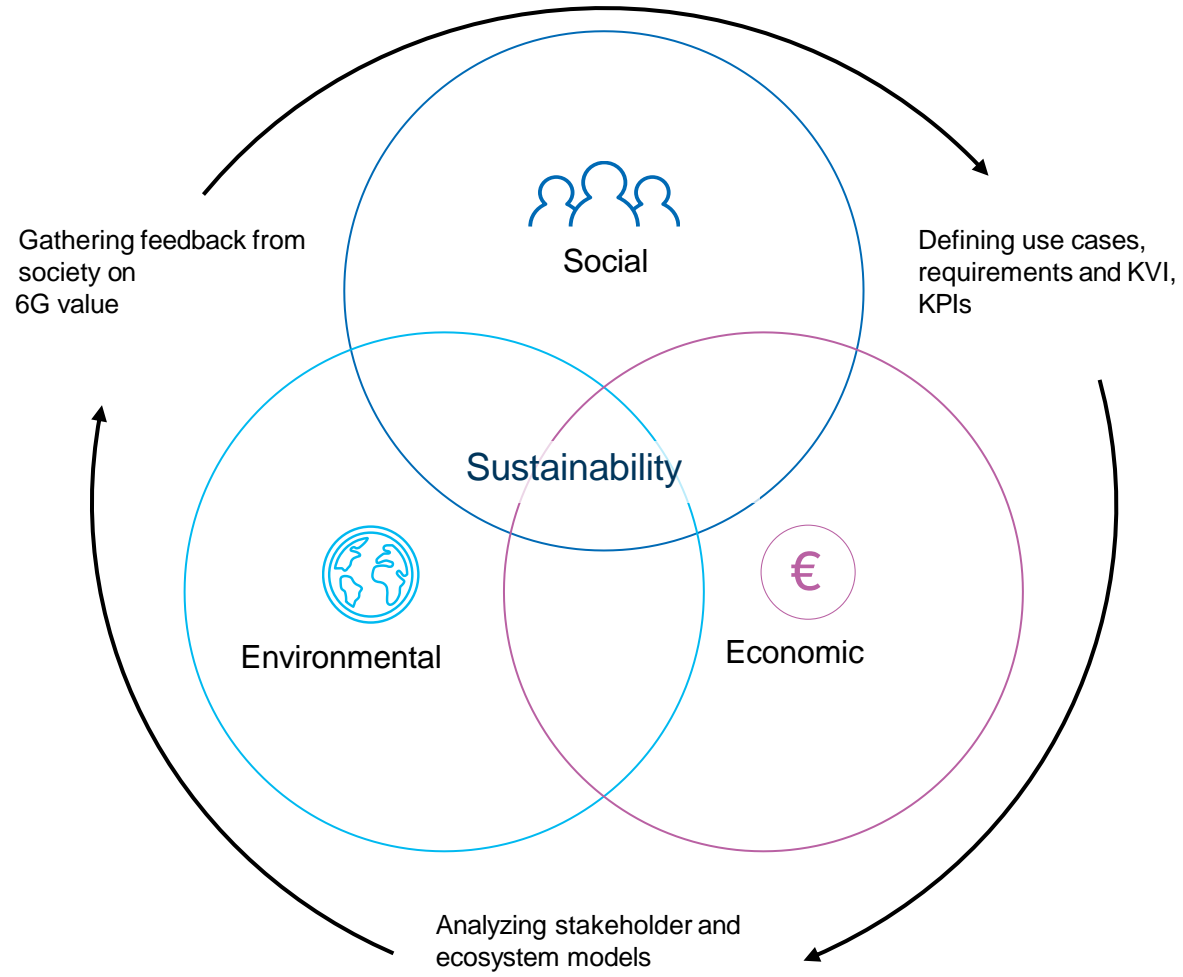 Social
Gathering feedback from
society on
6G value
Defining use cases,
requirements and KVI,
KPIs
Sustainability
€
Environmental
Economic
Analyzing stakeholder and
ecosystem models